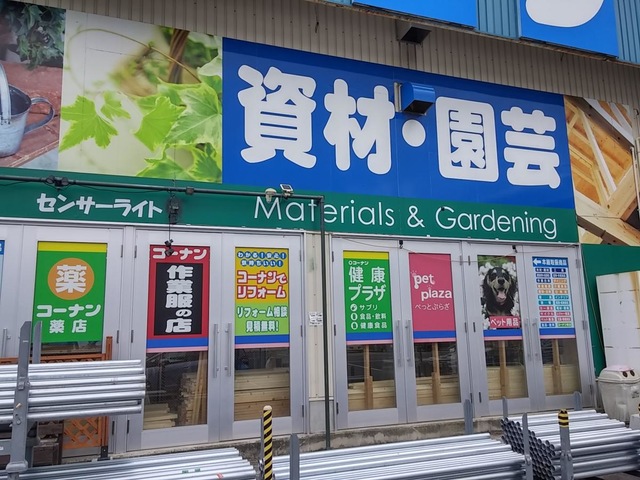 資材・園芸
センサーライト
Materials & Gardening
薬
コーナン
薬店
コーナン
作業服の店
コーナンで
リフォーム
リフォーム相談
見積無料!
コーナン
健康
プラザ
サプリ
食品・飲料
健康食品
pet
plaza
ぺっとぷらざ
ペット用品